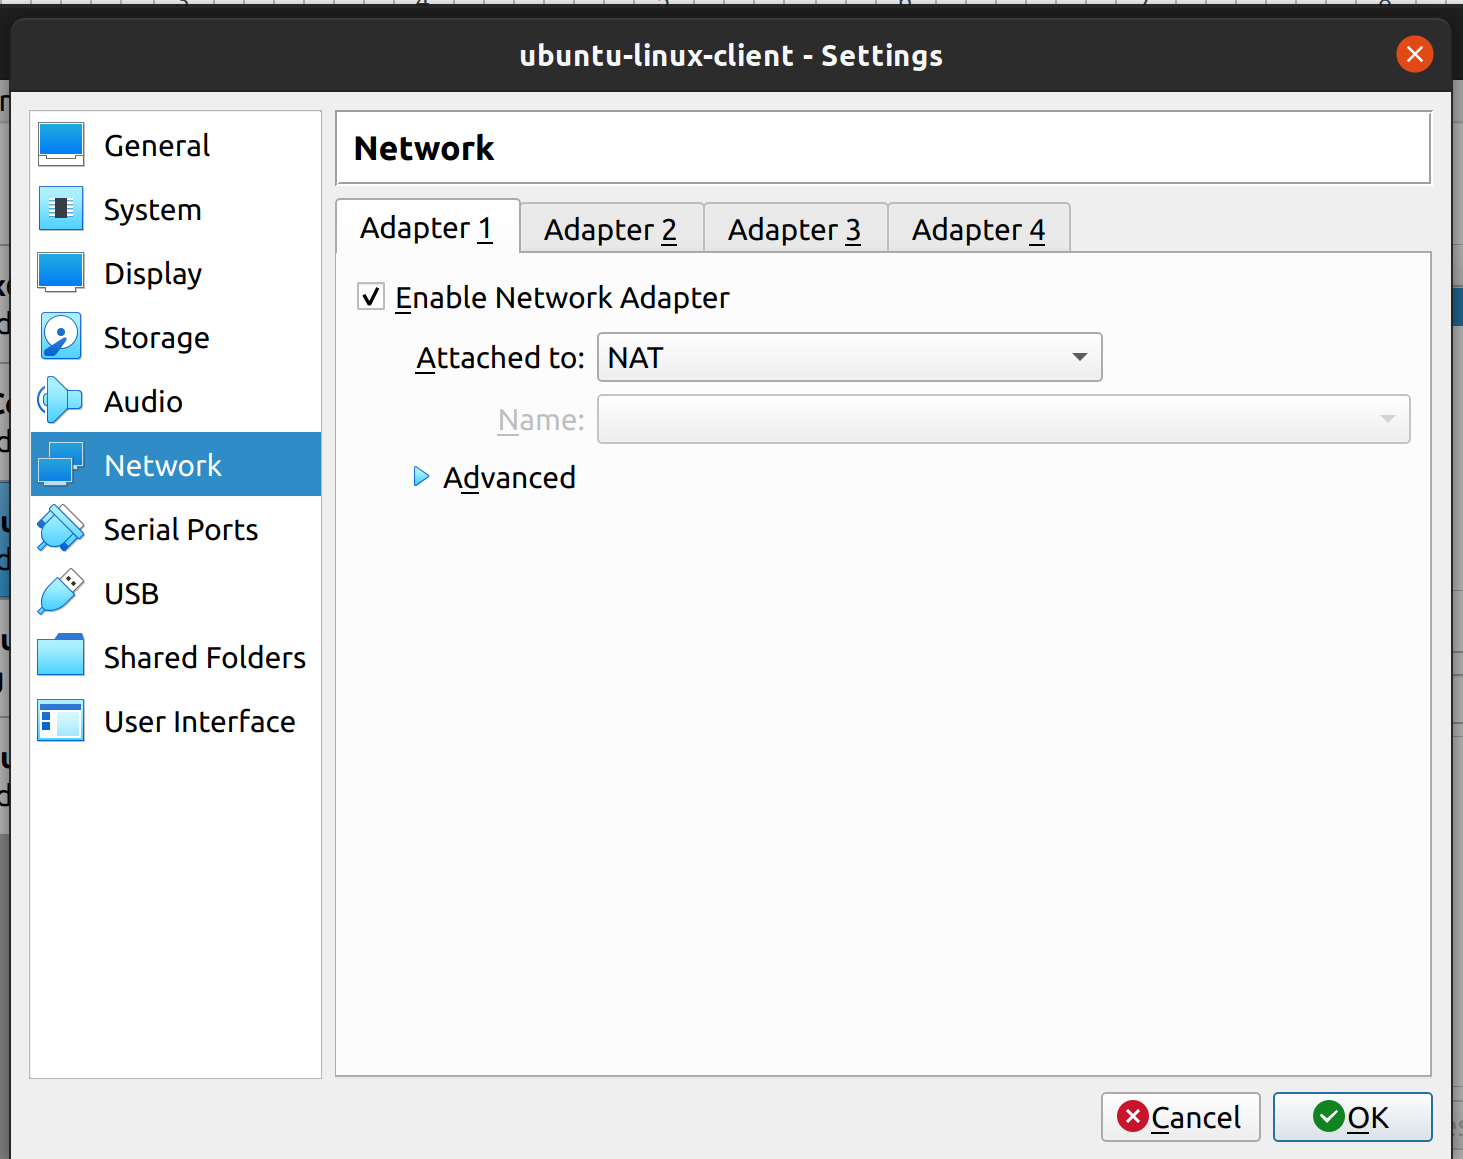 ubuntu-linux-client - Settings
General
System
Display
Storage
Audio
Network
Serial Ports
USB
Shared Folders
User Interface
Network
Adapter 1
Adapter 2
Adapter 3
Adapter 4
Enable Network Adapter
Attached to: NAT
Name:
Advanced
Cancel
OK